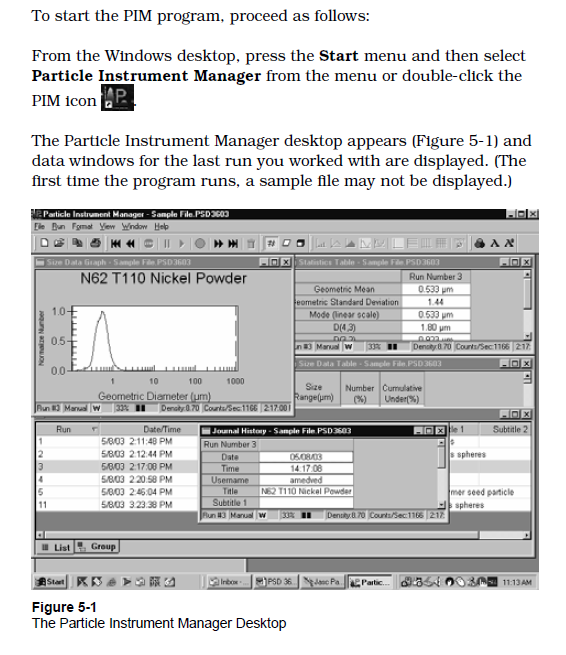 To start the PIM program, proceed as follows:
From the Windows desktop, press the Start menu and then select
Particle Instrument Manager from the menu or double-click the
PIM icon P.
The Particle Instrument Manager desktop appears (Figure 5-1) and
data windows for the last run you worked with are displayed. (The
first time the program runs, a sample file may not be displayed.)
Particle Instrument Manager - Sample File.PSD3603
File Run Format View Window Help
Size Data Graph - Sample File.PSD3603
N62 T110 Nickel Powder
Normalize Number
1.0
0.5
0.0
1 10 100 1000
Geometric Diameter (µm)
Run #3 Manual W 33% Density:8.70 Counts/Sec:1166 2:17:00
Statistics Table - Sample File.PSD3603
Run Number 3
Geometric Mean 0.533 µm
eometric Standard Deviation 1.44
Mode (linear scale) 0.533 µm
D(4,3) 1.80 µm
un #3 Manual W 33% Density:8.70 Counts/Sec:1166 2:17:
Size Data Table - Sample File.PSD3603
Size Number Cumulative
Range(µm) (%) Under(%)
Run Date/Time
tle 1 Subtitle 2
1 5/8/03 2:11:48 PM s
2 5/8/03 2:12:44 PM s spheres
3 5/8/03 2:17:08 PM
4 5/8/03 2:20:58 PM
5 5/8/03 2:46:04 PM mer seed particle
11 5/8/03 3:23:38 PM s spheres
Journal History - Sample File.PSD3603
Run Number 3
Date 05/08/03
Time 14:17:08
Username amedved
Title N62 T110 Nickel Powder
Subtitle 1
Run #3 Manual W 33% Density:8.70 Counts/Sec:1166 2:17:
List Group
Start Inbox - ... PSD 36... Jasc Pa... Partic... 11:13 AM
Figure 5-1
The Particle Instrument Manager Desktop